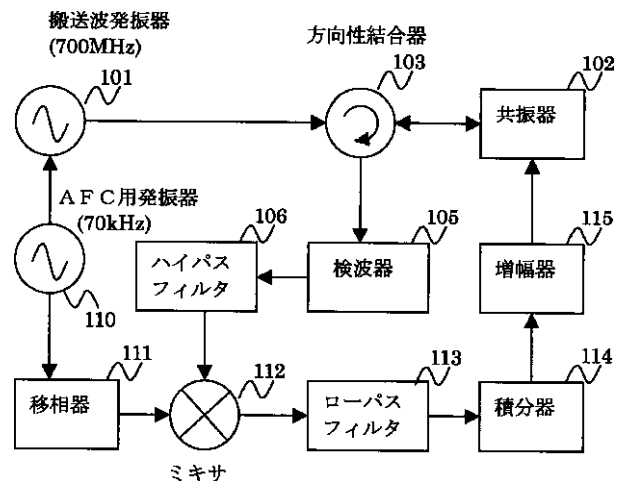 搬送波発振器
(700MHz)
101
方向性結合器
103
102
共振器
ＡＦＣ用発振器
(70kHz)
110
106
ハイパス
フィルタ
105
検波器
115
増幅器
111
移相器
112
ミキサ
113
ローパス
フィルタ
114
積分器